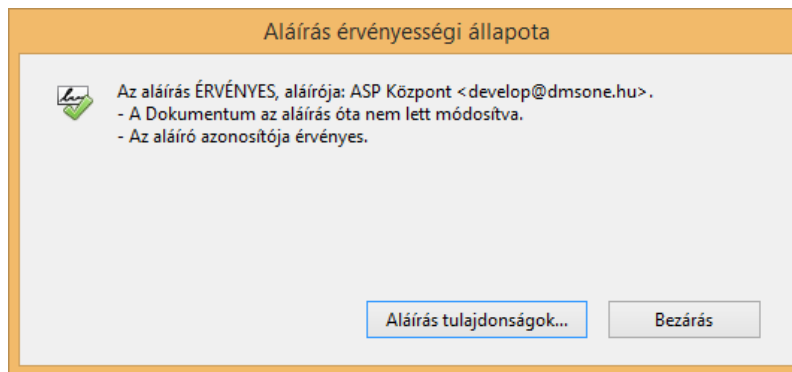 Aláírás érvényességi állapota
Az aláírás ÉRVÉNYES, aláírója: ASP Központ <develop@dmsone.hu>.
- A Dokumentum az aláírás óta nem lett módosítva.
- Az aláíró azonosítója érvényes.
Aláírás tulajdonságok... Bezárás